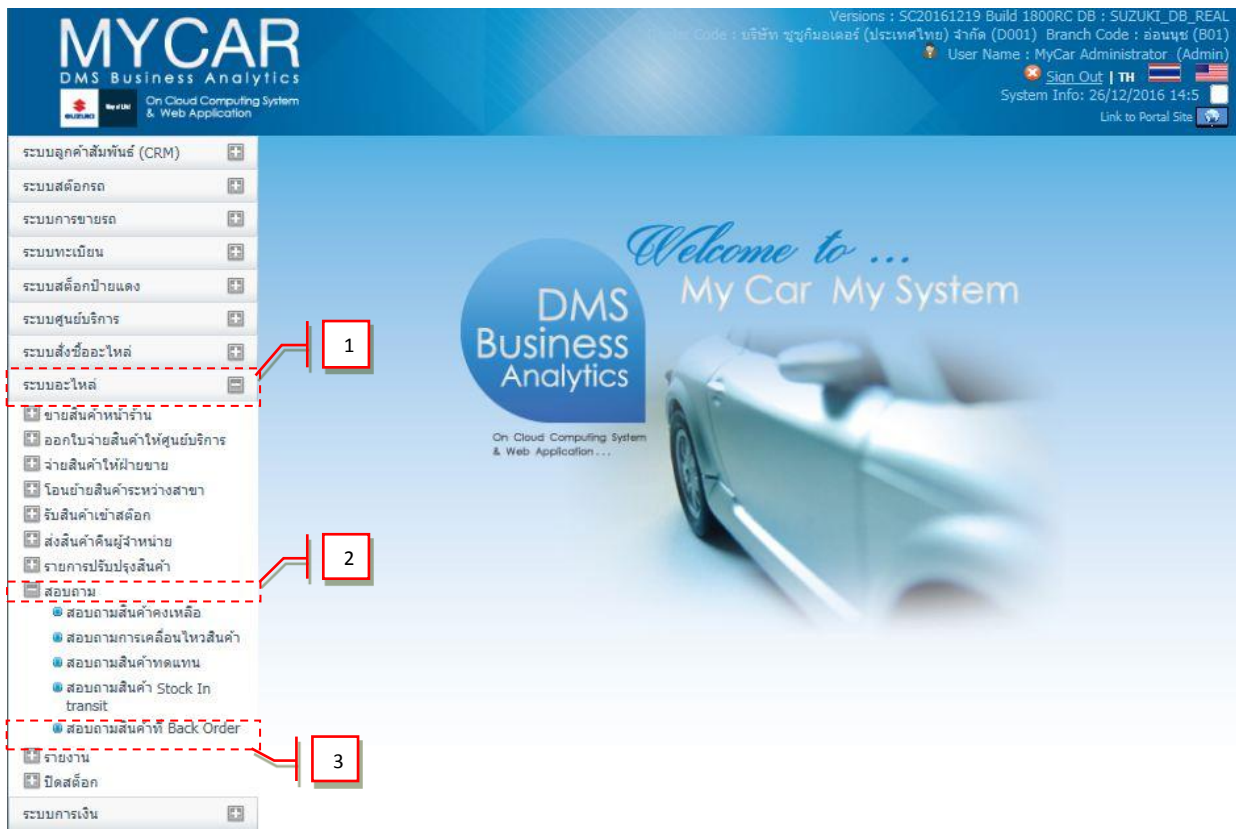 MYCAR
DMS Business Analytics
SUZUKI
Way of Life!
On Cloud Computing System
& Web Application
Versions : SC20161219 Build 1800RC DB : SUZUKI_DB_REAL
Code : บริษัท ซูซูกิมอเตอร์ (ประเทศไทย) จำกัด (D001) Branch Code : อ่อนนุช (B01)
User Name : MyCar Administrator (Admin)
Sign Out | TH
System Info: 26/12/2016 14:5
Link to Portal Site
ระบบลูกค้าสัมพันธ์ (CRM)
ระบบสต๊อกรถ
ระบบการขายรถ
ระบบทะเบียน
ระบบสต็อกป้ายแดง
ระบบศูนย์บริการ
ระบบสั่งซื้ออะไหล่
ระบบอะไหล่
ขายสินค้าหน้าร้าน
ออกใบจ่ายสินค้าให้ศูนย์บริการ
จ่ายสินค้าให้ฝ่ายขาย
โอนย้ายสินค้าระหว่างสาขา
รับสินค้าเข้าสต๊อก
ส่งสินค้าคืนผู้จำหน่าย
รายการปรับปรุงสินค้า
สอบถาม
สอบถามสินค้าคงเหลือ
สอบถามการเคลื่อนไหวสินค้า
สอบถามสินค้าทดแทน
สอบถามสินค้า Stock In
transit
สอบถามสินค้าที่ Back Order
รายงาน
ปิดสต็อก
ระบบการเงิน
1
2
3
Welcome to ...
My Car My System
DMS
Business
Analytics
On Cloud Computing System
& Web Application . . .